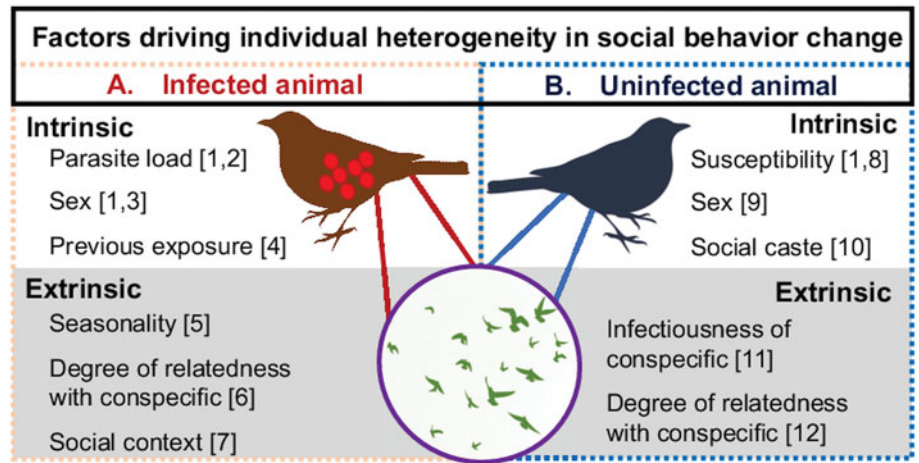 Factors driving individual heterogeneity in social behavior change
A. Infected animal
Intrinsic
Parasite load [1,2]
Sex [1,3]
Previous exposure [4]
Extrinsic
Seasonality [5]
Degree of relatedness
with conspecific [6]
Social context [7]
B. Uninfected animal
Intrinsic
Susceptibility [1,8]
Sex [9]
Social caste [10]
Extrinsic
Infectiousness of
conspecific [11]
Degree of relatedness
with conspecific [12]